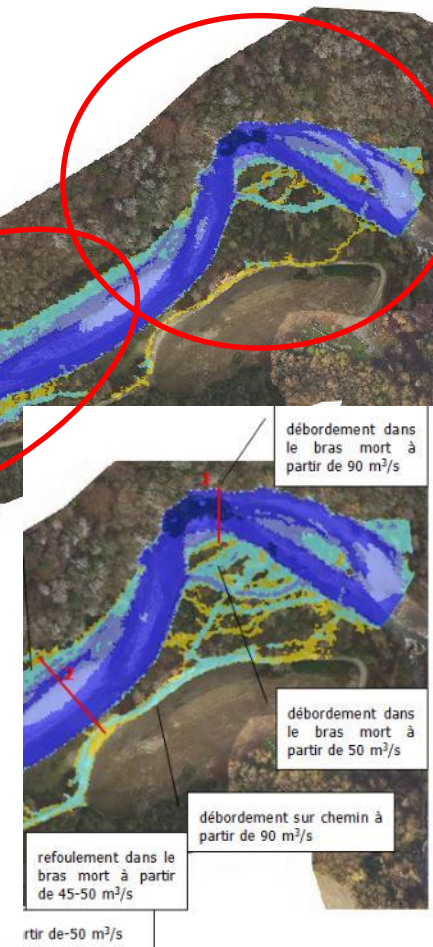 débordement dans
le bras mort à
partir de 90 m³/s
1
2
débordement dans
le bras mort à
partir de 50 m³/s
débordement sur chemin à
partir de 90 m³/s
refoulement dans le
bras mort à partir
de 45-50 m³/s
rtir de-50 m³/s